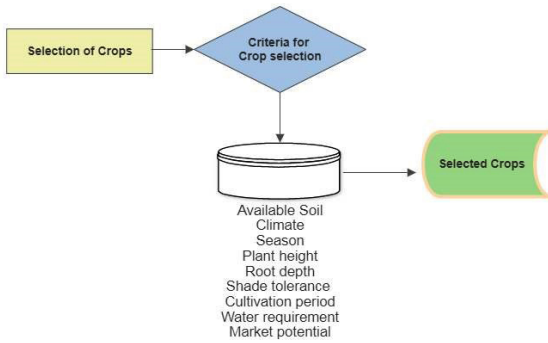 Selection of Crops
Criteria for
Crop selection
Selected Crops
Available Soil
Climate
Season
Plant height
Root depth
Shade tolerance
Cultivation period
Water requirement
Market potential